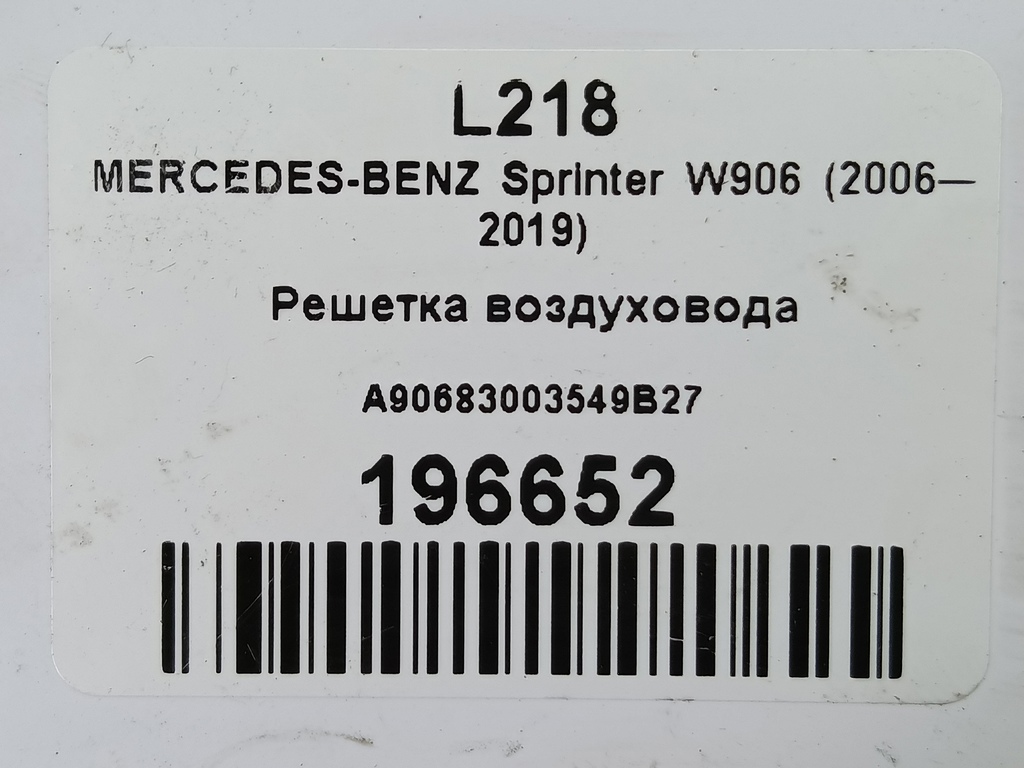 L218
MERCEDES-BENZ Sprinter W906 (2006—
2019)
Решетка воздуховода
A90683003549B27
196652